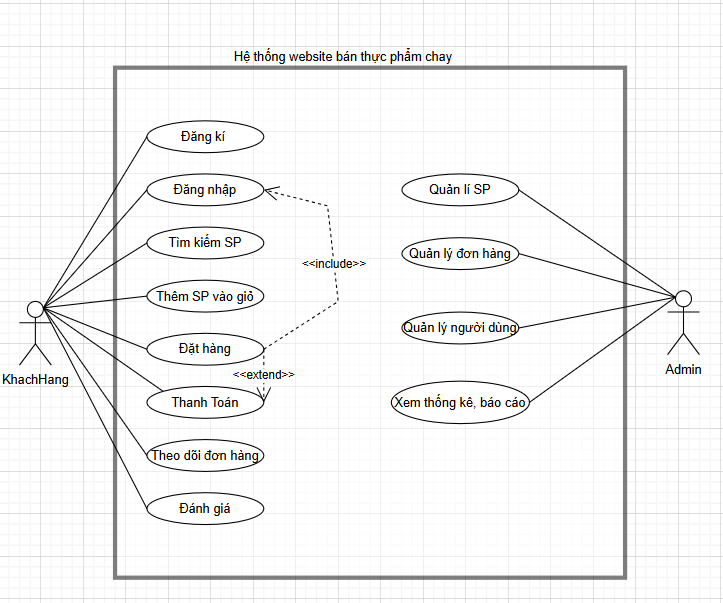 Hệ thống website bán thực phẩm chay
Đăng kí
Đăng nhập
Tìm kiếm SP
Thêm SP vào giỏ
Đặt hàng
Thanh Toán
Theo dõi đơn hàng
Đánh giá
<<include>>
<<extend>>
KhachHang
Quản lí SP
Quản lý đơn hàng
Quản lý người dùng
Xem thống kê, báo cáo
Admin